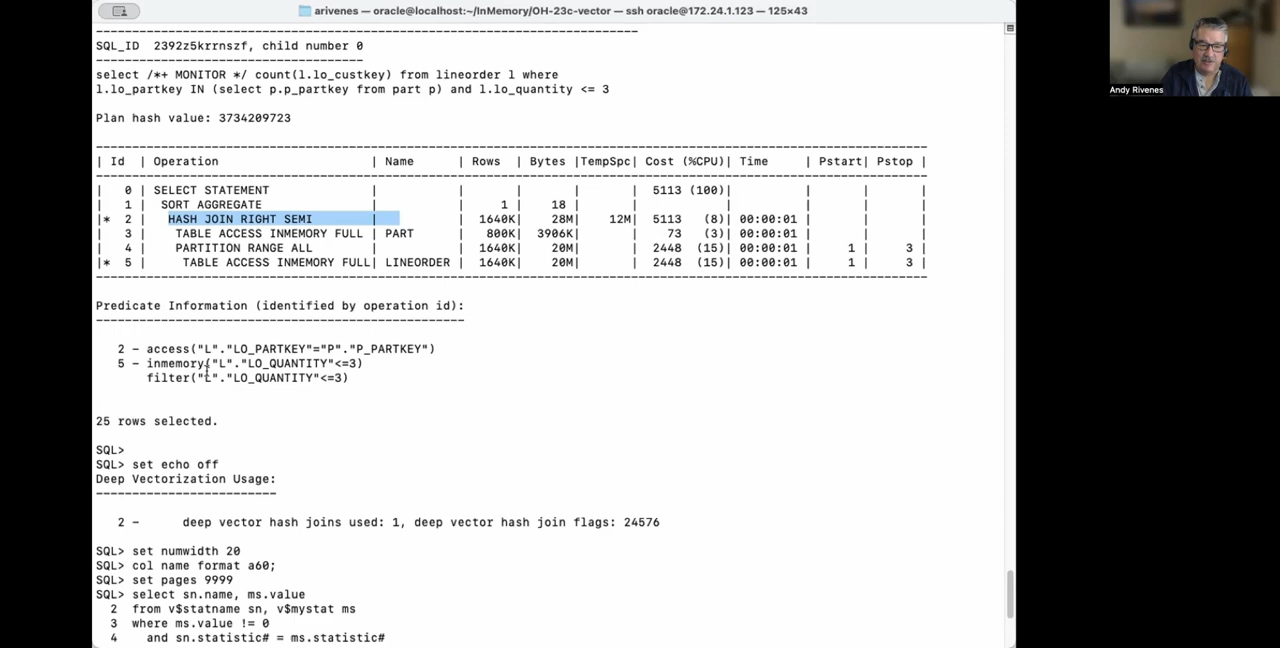 arivenes — oracle@localhost:~/InMemory/OH-23c-vector — ssh oracle@172.24.1.123 — 125×43
---------------------------------------------------------------------------
SQL_ID  2392z5krrnszf, child number 0
-------------------------------------
select /*+ MONITOR */ count(l.lo_custkey) from lineorder l where
l.lo_partkey IN (select p.p_partkey from part p) and l.lo_quantity <= 3
Plan hash value: 3734209723
-------------------------------------------------------------------------------------------------------------------
| Id  | Operation                     | Name      | Rows  | Bytes |TempSpc| Cost (%CPU)| Time     | Pstart| Pstop |
-------------------------------------------------------------------------------------------------------------------
|   0 | SELECT STATEMENT              |           |       |       |       |  5113 (100)|          |       |       |
|   1 |  SORT AGGREGATE               |           |     1 |    18 |       |            |          |       |       |
|*  2 |   HASH JOIN RIGHT SEMI        |           |  1640K|    28M|    12M|  5113   (8)| 00:00:01 |       |       |
|   3 |    TABLE ACCESS INMEMORY FULL | PART      |   800K|  3906K|       |    73   (3)| 00:00:01 |       |       |
|   4 |    PARTITION RANGE ALL        |           |  1640K|    20M|       |  2448  (15)| 00:00:01 |     1 |     3 |
|*  5 |     TABLE ACCESS INMEMORY FULL| LINEORDER |  1640K|    20M|       |  2448  (15)| 00:00:01 |     1 |     3 |
-------------------------------------------------------------------------------------------------------------------
Predicate Information (identified by operation id):
---------------------------------------------------
   2 - access("L"."LO_PARTKEY"="P"."P_PARTKEY")
   5 - inmemory("L"."LO_QUANTITY"<=3)
       filter("L"."LO_QUANTITY"<=3)
25 rows selected.
SQL>
SQL> set echo off
Deep Vectorization Usage:
-------------------------
   2 -      deep vector hash joins used: 1, deep vector hash join flags: 24576
SQL> set numwidth 20
SQL> col name format a60;
SQL> set pages 9999
SQL> select sn.name, ms.value
  2  from v$statname sn, v$mystat ms
  3  where ms.value != 0
  4    and sn.statistic# = ms.statistic#
Andy Rivenes